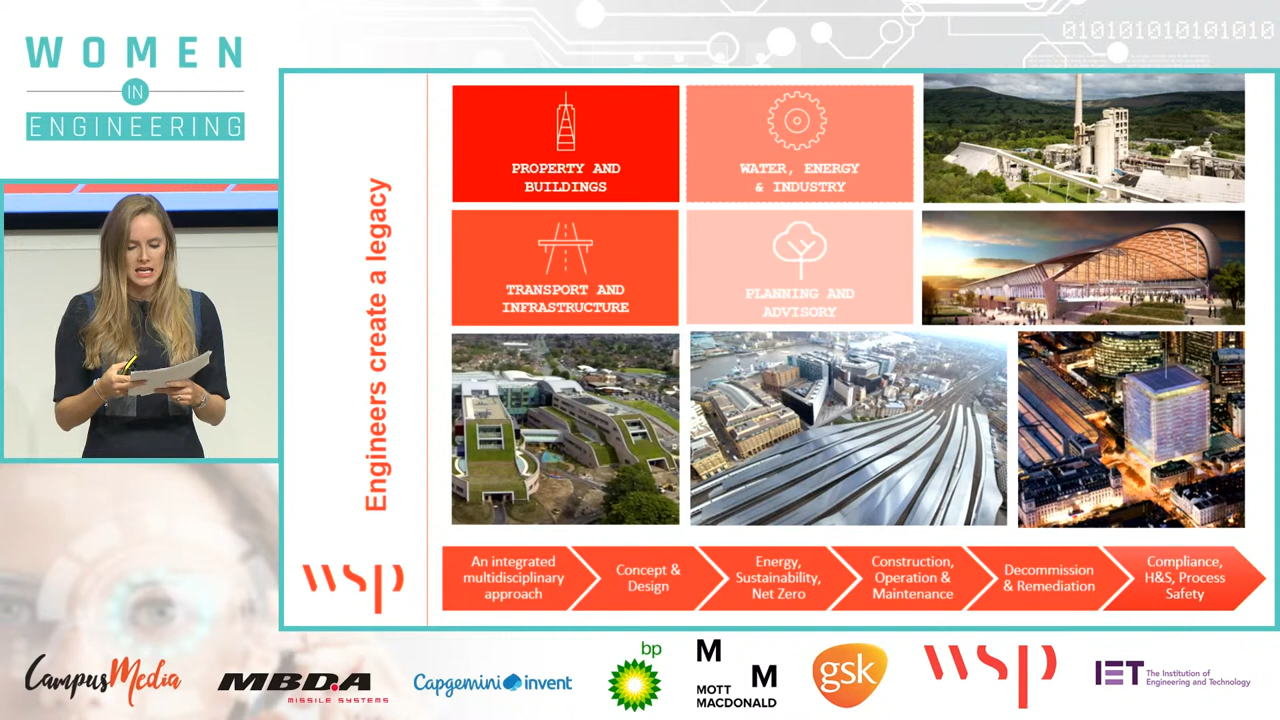 WOMEN
IN
ENGINEERING
01010101010101010
Engineers create a legacy
PROPERTY AND
BUILDINGS
WATER, ENERGY
& INDUSTRY
TRANSPORT AND
INFRASTRUCTURE
PLANNING AND
ADVISORY
An integrated
multidisciplinary
approach
Concept &
Design
Energy,
Sustainability,
Net Zero
Construction,
Operation &
Maintenance
Decommission
& Remediation
Compliance,
H&S, Process
Safety
wsp
CampusMedia
MBDA
MISSILE SYSTEMS
Capgemini invent
bp
M
M
MOTT
MACDONALD
gsk
wsp
IET
The Institution of
Engineering and Technology